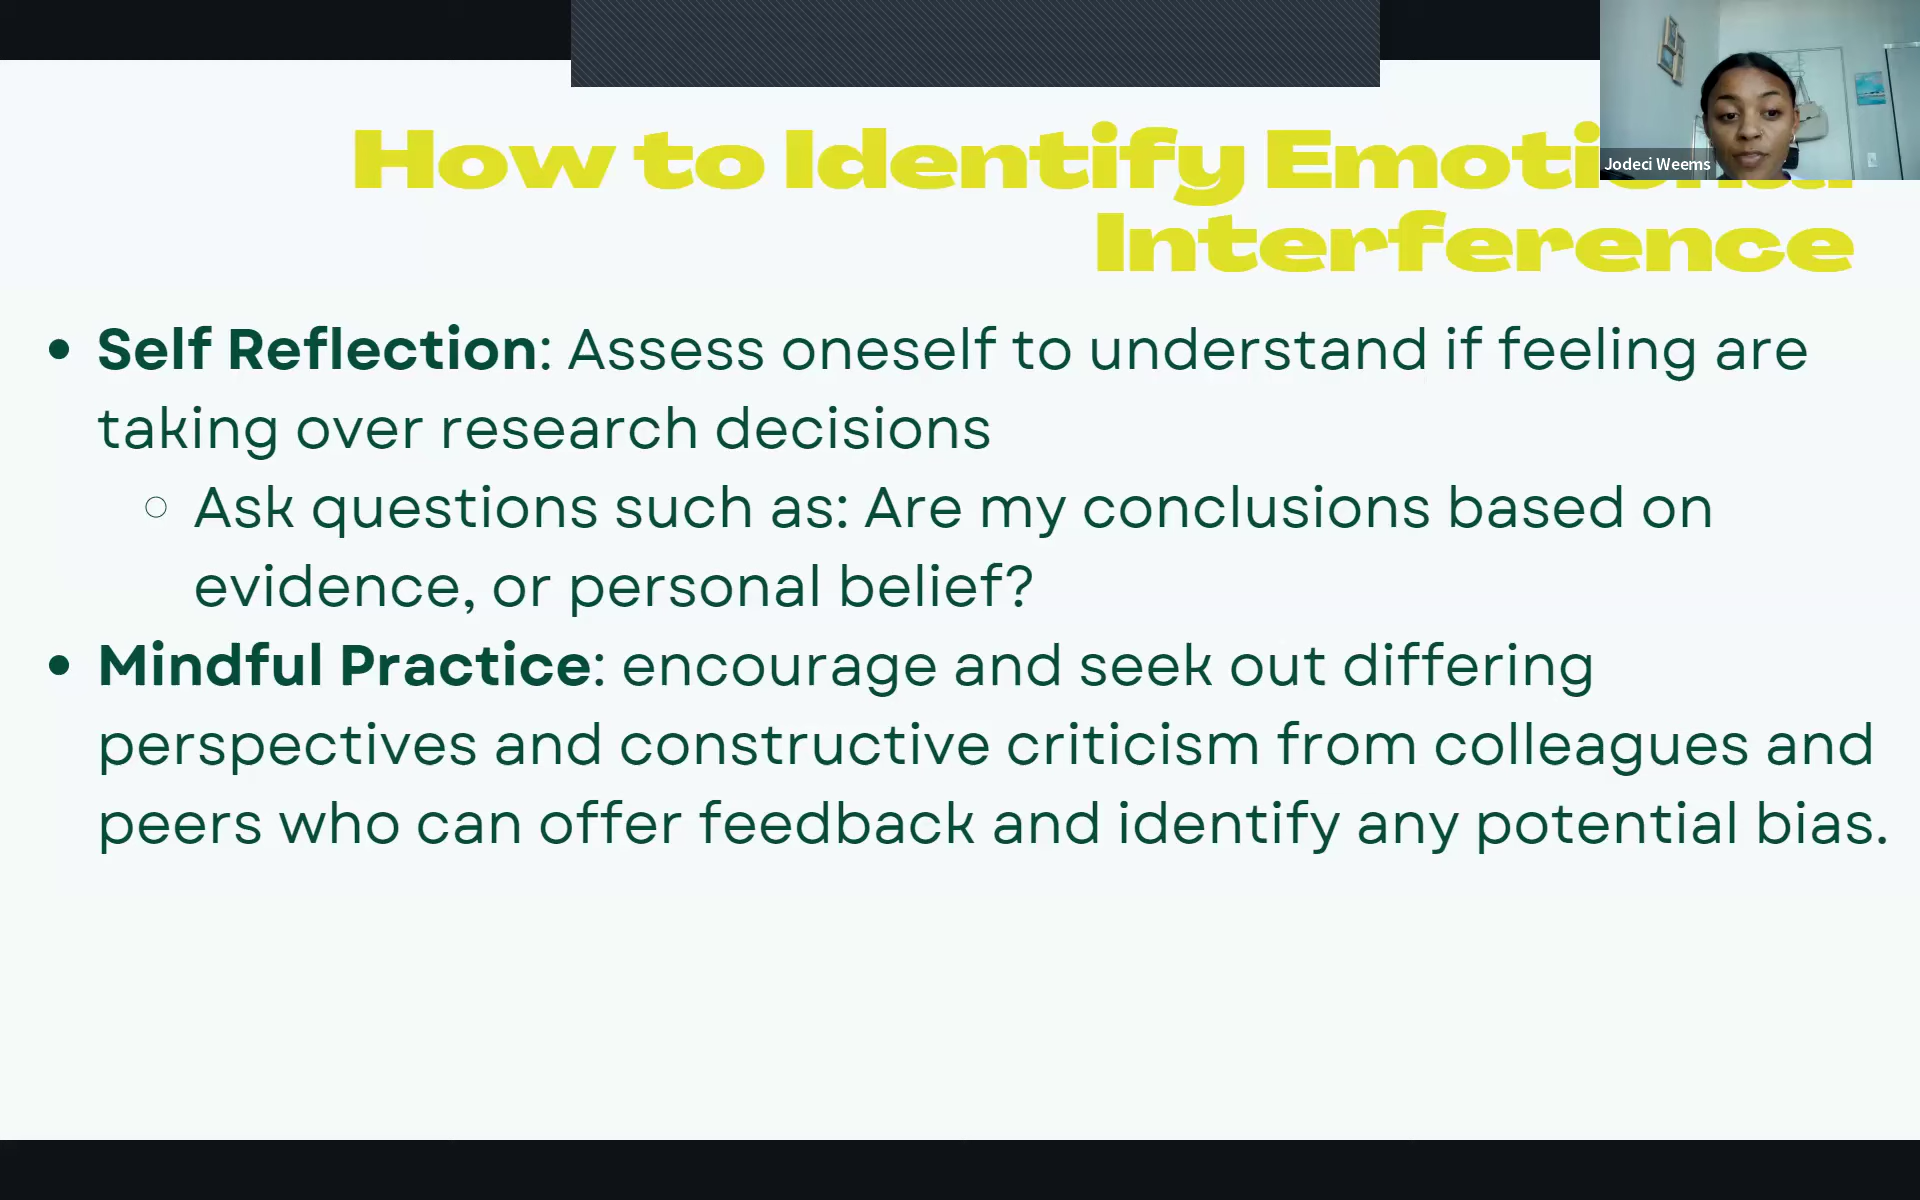 How to Identify Emotional
Interference
Jodeci Weems
• Self Reflection: Assess oneself to understand if feeling are
taking over research decisions
○ Ask questions such as: Are my conclusions based on
evidence, or personal belief?
• Mindful Practice: encourage and seek out differing
perspectives and constructive criticism from colleagues and
peers who can offer feedback and identify any potential bias.